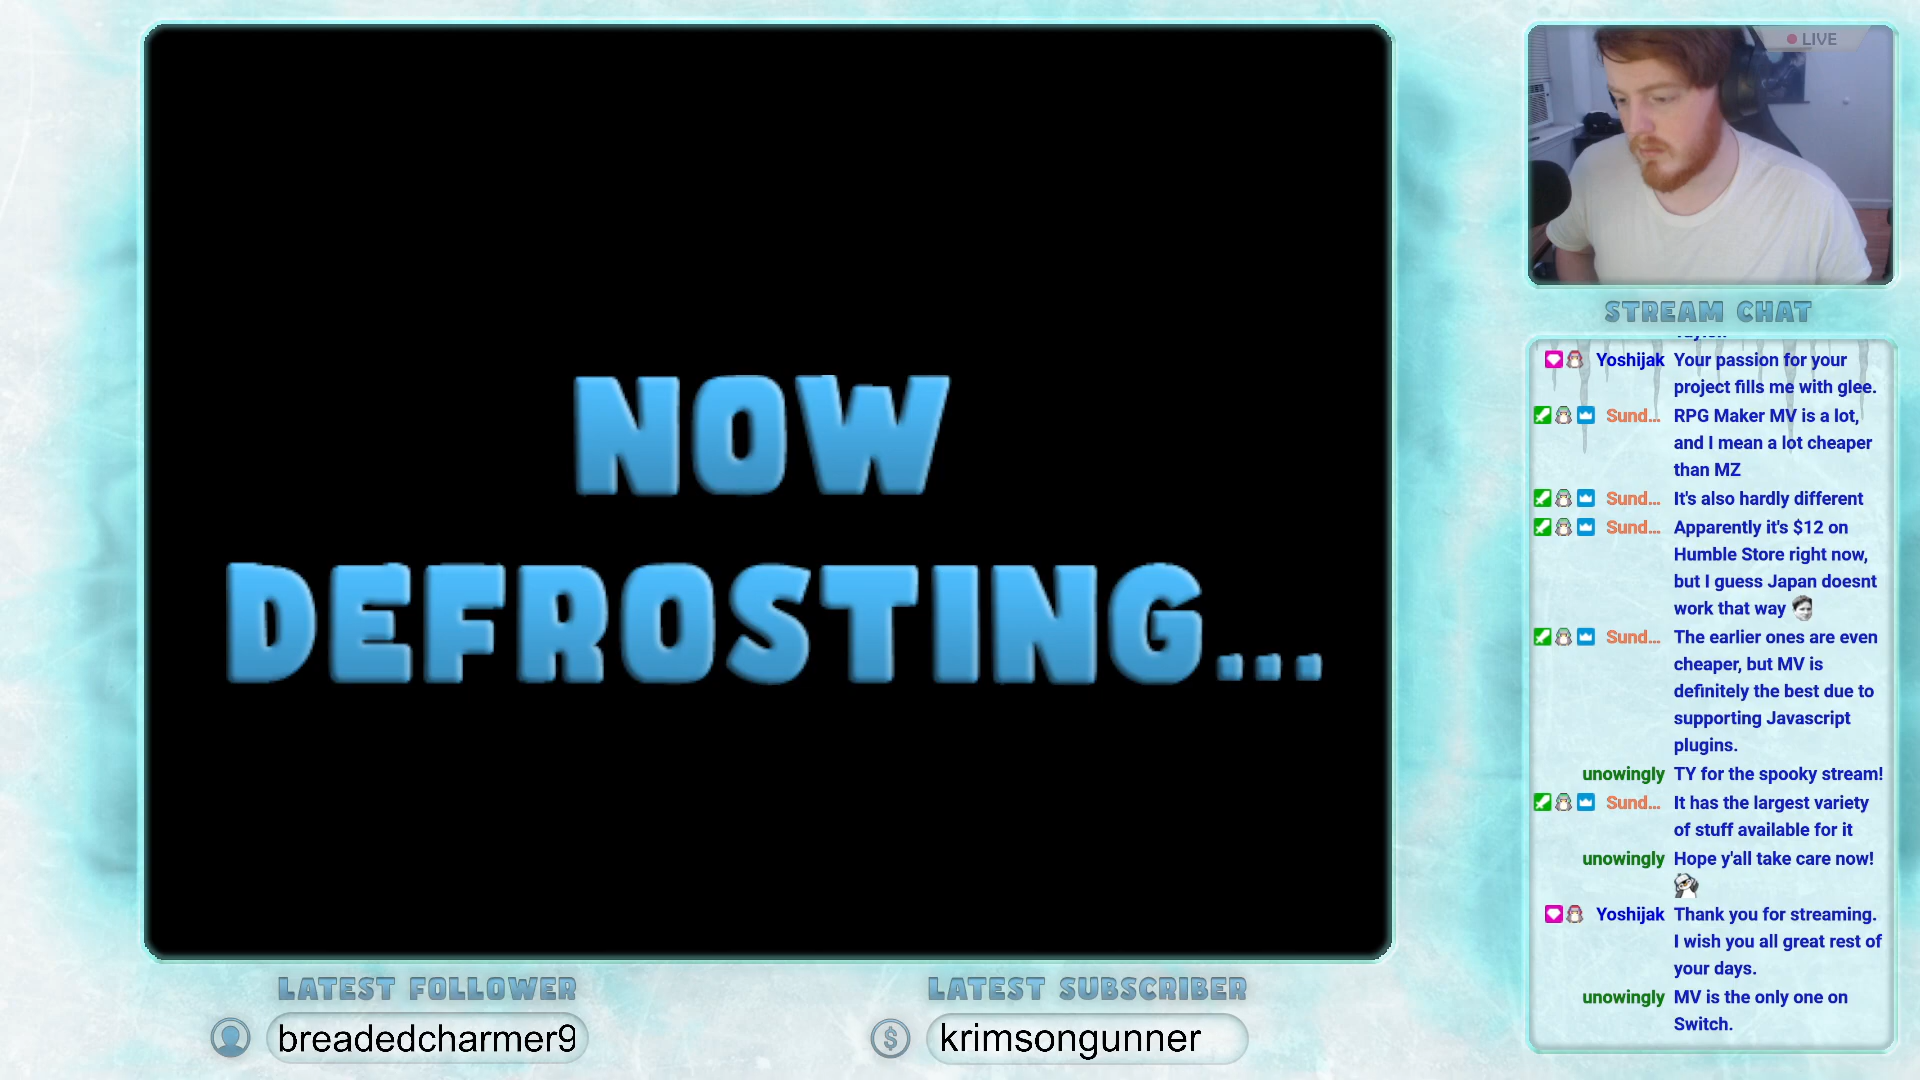 NOW
DEFROSTING...
LIVE
STREAM CHAT
Yoshijak Your passion for your
project fills me with glee.
Sund... RPG Maker MV is a lot,
and I mean a lot cheaper
than MZ
Sund... It's also hardly different
Sund... Apparently it's $12 on
Humble Store right now,
but I guess Japan doesnt
work that way
Sund... The earlier ones are even
cheaper, but MV is
definitely the best due to
supporting Javascript
plugins.
unowingly TY for the spooky stream!
Sund... It has the largest variety
of stuff available for it
unowingly Hope y'all take care now!
Yoshijak Thank you for streaming.
I wish you all great rest of
your days.
unowingly MV is the only one on
Switch.
LATEST FOLLOWER
breadedcharmer9
LATEST SUBSCRIBER
$ krimsongunner